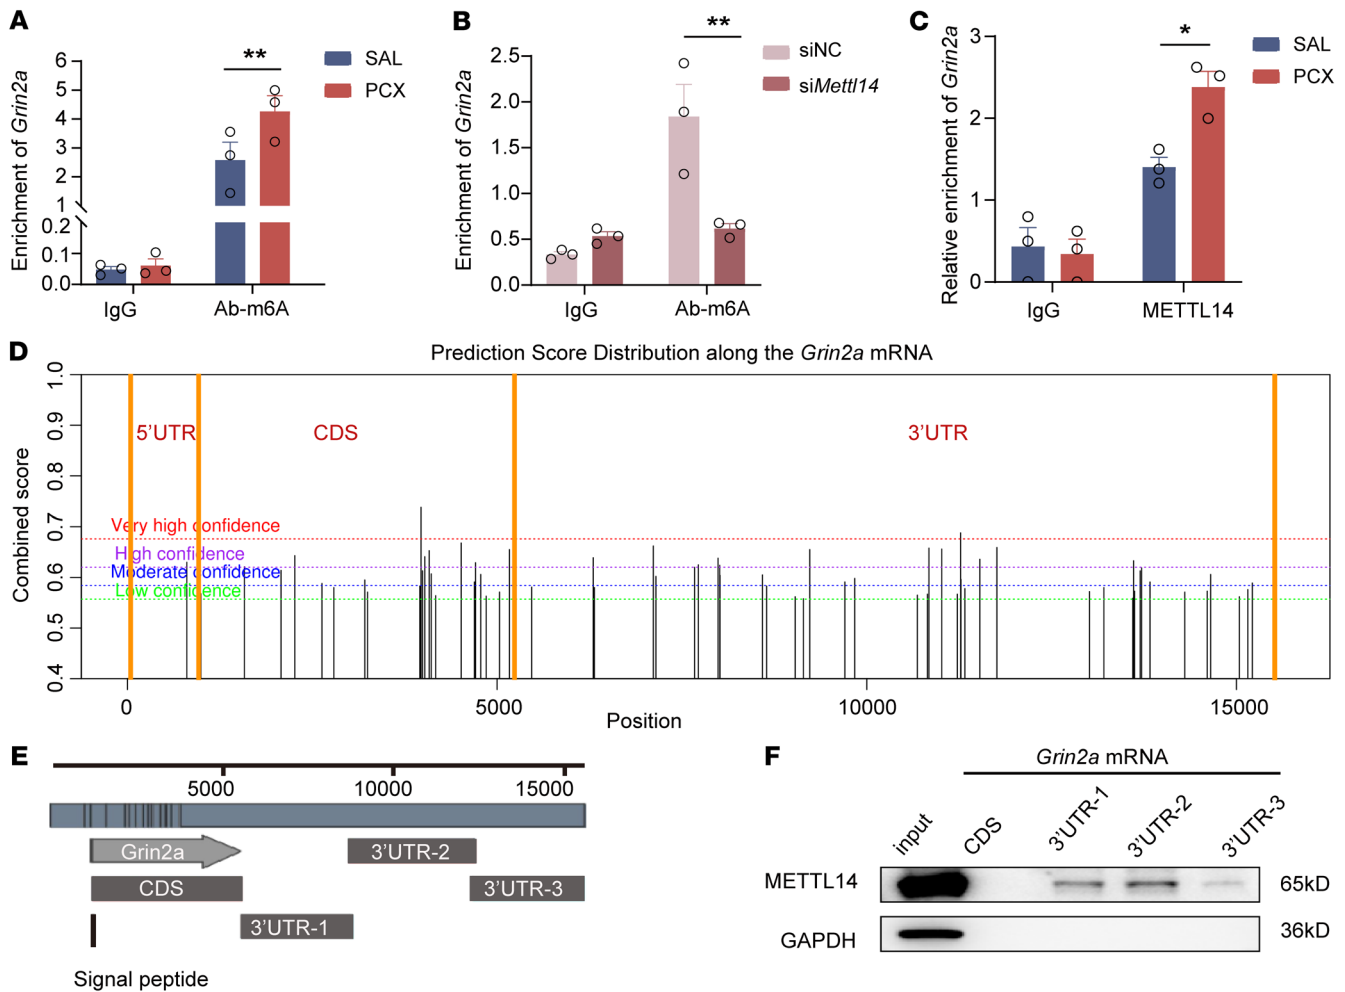 A
Enrichment of Grin2a
6
5
4
3
2
1
0.2
0.1
0.0
**
SAL
PCX
IgG
Ab-m6A
B
Enrichment of Grin2a
2.5
2.0
1.5
1.0
0.5
0.0
**
siNC
siMettl14
IgG
Ab-m6A
C
Relative enrichment of Grin2a
3
2
1
0
*
SAL
PCX
IgG
METTL14
D
Prediction Score Distribution along the Grin2a mRNA
Combined score
1.0
0.9
0.8
0.7
0.6
0.5
0.4
5'UTR
CDS
3'UTR
Very high confidence
High confidence
Moderate confidence
Low confidence
0
5000
10000
15000
Position
E
5000
10000
15000
Grin2a
3'UTR-2
CDS
3'UTR-3
3'UTR-1
Signal peptide
F
Grin2a mRNA
input
CDS
3'UTR-1
3'UTR-2
3'UTR-3
METTL14
65kD
GAPDH
36kD